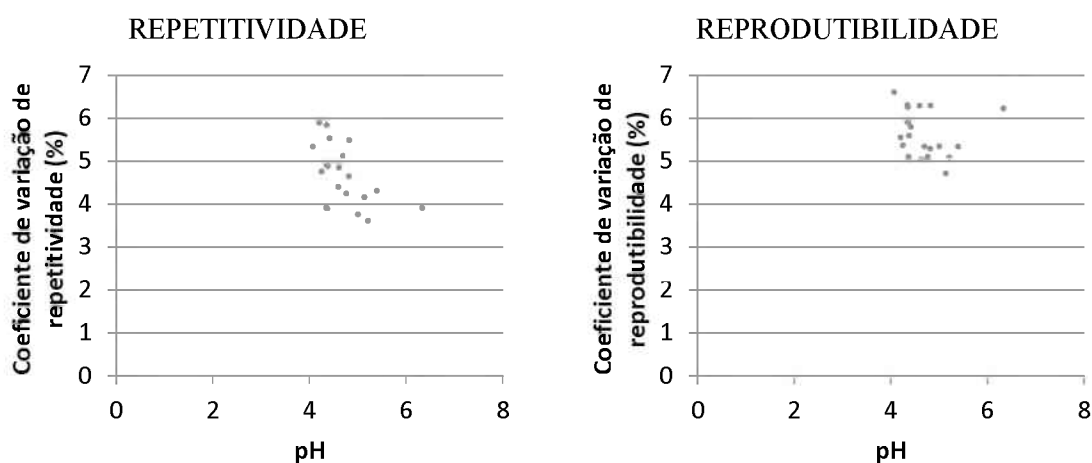 REPETITIVIDADE
Coeficiente de variação de
repetitividade (%)
7
6
5
4
3
2
1
0
0 2 4 6 8
pH
REPRODUTIBILIDADE
Coeficiente de variação de
reprodutibilidade (%)
7
6
5
4
3
2
1
0
0 2 4 6 8
pH